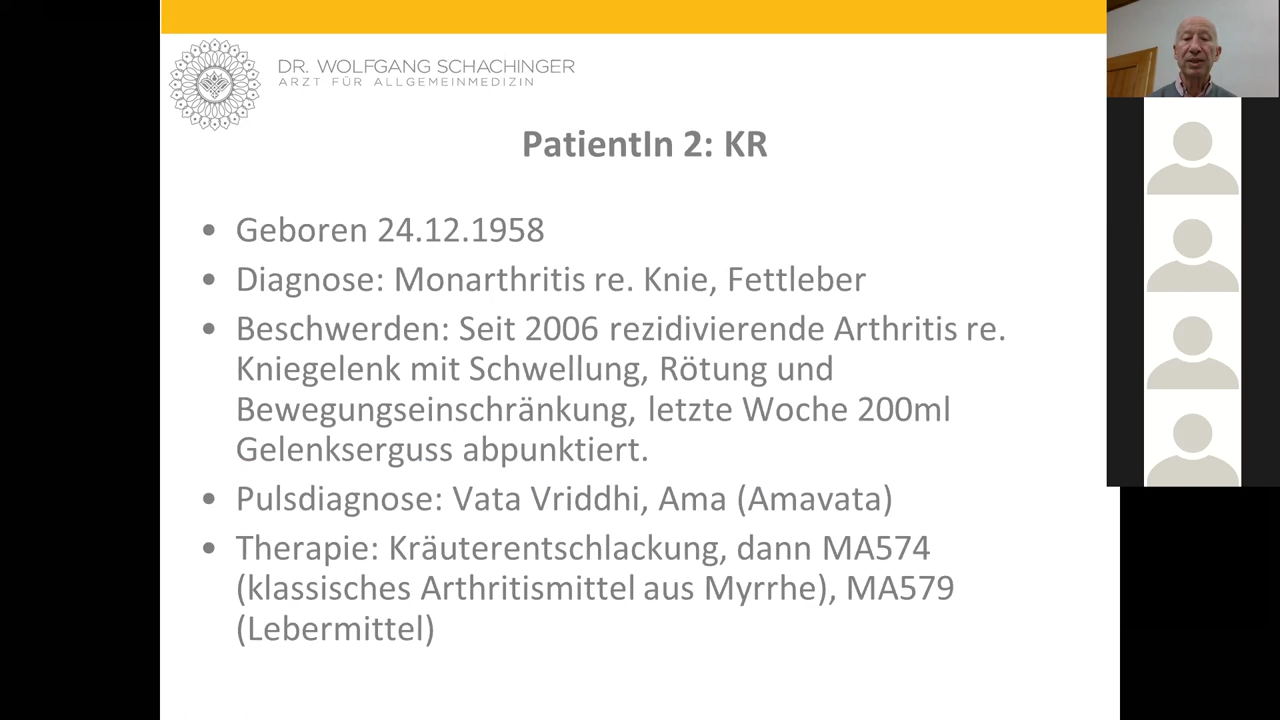 DR. WOLFGANG SCHACHINGER
ARZT FÜR ALLGEMEINMEDIZIN
PatientIn 2: KR
• Geboren 24.12.1958
• Diagnose: Monarthritis re. Knie, Fettleber
• Beschwerden: Seit 2006 rezidivierende Arthritis re.
Kniegelenk mit Schwellung, Rötung und
Bewegungseinschränkung, letzte Woche 200ml
Gelenkserguss abpunktiert.
• Pulsdiagnose: Vata Vriddhi, Ama (Amavata)
• Therapie: Kräuterentschlackung, dann MA574
(klassisches Arthritismittel aus Myrrhe), MA579
(Lebermittel)